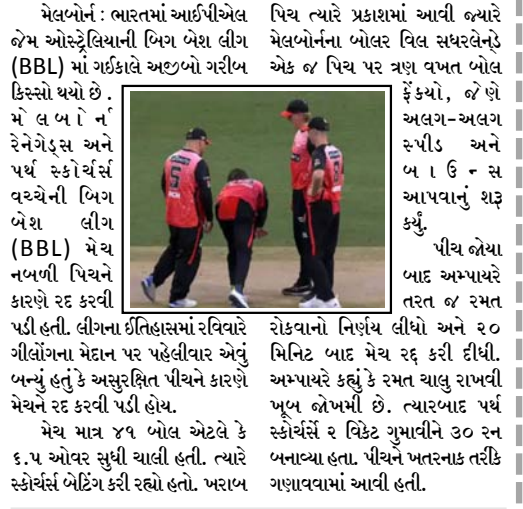 મેલબોર્ન : ભારતમાં આઈપીએલ
જેમ ઓસ્ટ્રેલિયાની બિગ બેશ લીગ
(BBL) માં ગઈકાલે અજીબો ગરીબ
કિસ્સો થયો છે .
મે લ બ ો ર્ન
રેનેગેડ્સ અને
પર્થ સ્કોર્ચર્સ
વચ્ચેની બિગ
બેશ લીગ
(BBL) મેચ
નબળી પિચને
કારણે રદ કરવી
પડી હતી. લીગના ઈતિહાસમાં રવિવારે
ગીલોંગના મેદાન પર પહેલીવાર એવું
બન્યું હતું કે અસુરક્ષિત પીચને કારણે
મેચને રદ કરવી પડી હોય.
મેચ માત્ર ૪૧ બોલ એટલે કે
૬.૫ ઓવર સુધી ચાલી હતી. ત્યારે
સ્કોર્ચર્સ બેટિંગ કરી રહ્યો હતો. ખરાબ
પિચ ત્યારે પ્રકાશમાં આવી જ્યારે
મેલબોર્નના બોલર વિલ સધરલેન્ડે
એક જ પિચ પર ત્રણ વખત બોલ
ફેંકયો, જેણે
અલગ-અલગ
સ્પીડ અને
બ ા ઉ ન્ સ
આપવાનું શરૂ
કર્યું.
પીચ જોયા
બાદ અમ્પાયરે
તરત જ રમત
રોકવાનો નિર્ણય લીધો અને ૨૦
મિનિટ બાદ મેચ રદ્દ કરી દીધી.
અમ્પાયરે કહ્યું કે રમત ચાલુ રાખવી
ખૂબ જોખમી છે. ત્યારબાદ પર્થ
સ્કોર્ચર્સે ૨ વિકેટ ગુમાવીને ૩૦ રન
બનાવ્યા હતા. પીચને ખતરનાક તરીકે
ગણાવવામાં આવી હતી.